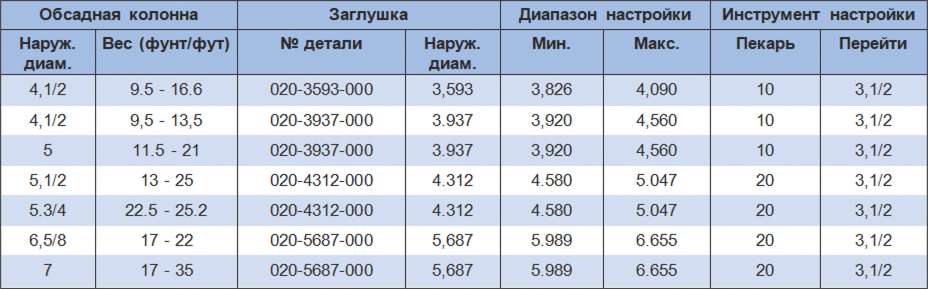 Обсадная колонна Заглушка Диапазон настройки Инструмент настройки
Наруж. диам. Вес (фунт/фут) № детали Наруж. диам. Мин. Макс. Пекарь Перейти
4,1/2 9.5 - 16.6 020-3593-000 3,593 3,826 4,090 10 3,1/2
4,1/2 9,5 - 13,5 020-3937-000 3.937 3,920 4,560 10 3,1/2
5 11.5 - 21 020-3937-000 3.937 3,920 4,560 10 3,1/2
5,1/2 13 - 25 020-4312-000 4.312 4.580 5.047 20 3,1/2
5.3/4 22.5 - 25.2 020-4312-000 4.312 4.580 5.047 20 3,1/2
6,5/8 17 - 22 020-5687-000 5,687 5.989 6.655 20 3,1/2
7 17 - 35 020-5687-000 5,687 5.989 6.655 20 3,1/2